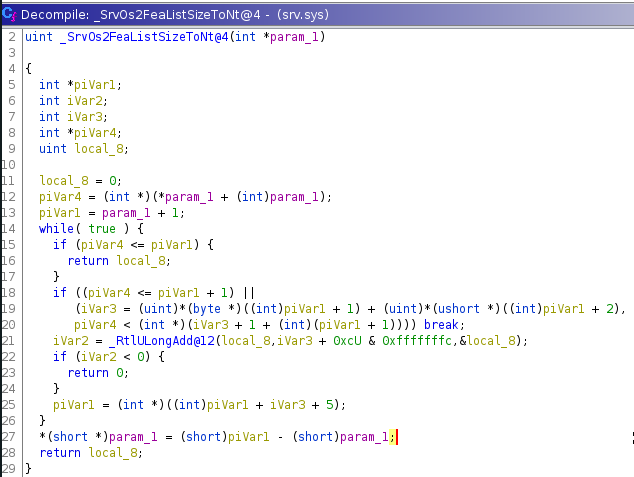 Decompile: _SrvOs2FeaListSizeToNt@4 - (srv.sys)
2 uint _SrvOs2FeaListSizeToNt@4(int *param_1)
3
4 {
5 int *piVar1;
6 int iVar2;
7 int iVar3;
8 int *piVar4;
9 uint local_8;
10
11 local_8 = 0;
12 piVar4 = (int *)(*param_1 + (int)param_1);
13 piVar1 = param_1 + 1;
14 while( true ) {
15 if (piVar4 <= piVar1) {
16 return local_8;
17 }
18 if ((piVar4 <= piVar1 + 1) ||
19 (iVar3 = (uint)*(byte *)((int)piVar1 + 1) + (uint)*(ushort *)((int)piVar1 + 2),
20 piVar4 < (int *)(iVar3 + 1 + (int)(piVar1 + 1)))) break;
21 iVar2 = _RtlULongAdd@12(local_8,iVar3 + 0xcU & 0xfffffffc,&local_8);
22 if (iVar2 < 0) {
23 return 0;
24 }
25 piVar1 = (int *)((int)piVar1 + iVar3 + 5);
26 }
27 *(short *)param_1 = (short)piVar1 - (short)param_1;
28 return local_8;
29 }